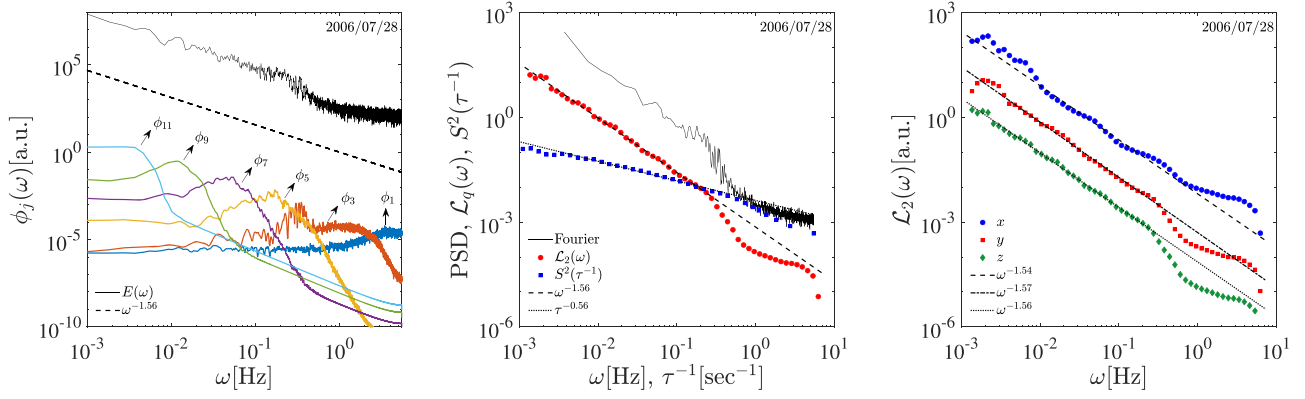 2006/07/28
10^5
10^0
10^-5
10^-10
ϕ_j(ω)[a.u.]
ϕ_11
ϕ_9
ϕ_7
ϕ_5
ϕ_3
ϕ_1
E(ω)
ω^-1.56
10^-3 10^-2 10^-1 10^0
ω[Hz]
2006/07/28
10^3
10^0
10^-3
10^-6
PSD, ℒ_q(ω), S^2(τ^-1)
Fourier
ℒ_2(ω)
S^2(τ^-1)
ω^-1.56
τ^-0.56
10^-3 10^-2 10^-1 10^0 10^1
ω[Hz], τ^-1[sec^-1]
2006/07/28
10^3
10^0
10^-3
10^-6
ℒ_2(ω)[a.u.]
x
y
z
ω^-1.54
ω^-1.57
ω^-1.56
10^-3 10^-2 10^-1 10^0 10^1
ω[Hz]